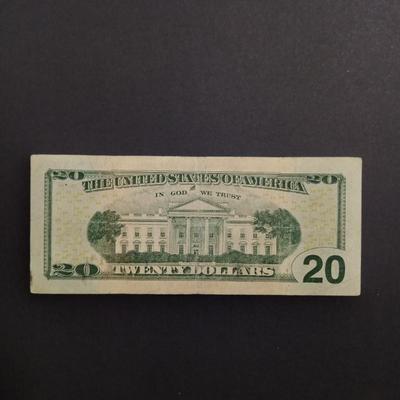 20 20
THE UNITED STATES OF AMERICA
IN GOD WE TRUST
20 TWENTY DOLLARS 20